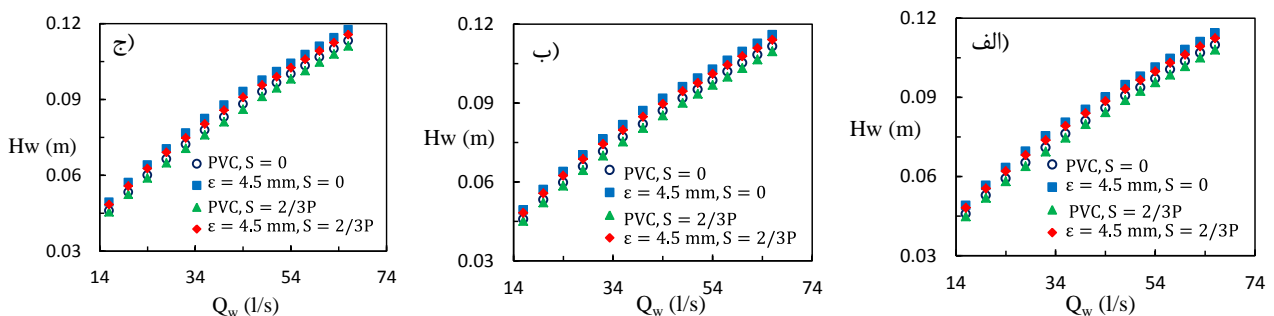 ج)
0.12
0.09
0.06
0.03
Hw (m)
PVC, S = 0
ε = 4.5 mm, S = 0
PVC, S = 2/3P
ε = 4.5 mm, S = 2/3P
14 34 54 74
Q_w (l/s)
ب)
0.12
0.09
0.06
0.03
Hw (m)
PVC, S = 0
ε = 4.5 mm, S = 0
PVC, S = 2/3P
ε = 4.5 mm, S = 2/3P
14 34 54 74
Q_w (l/s)
الف)
0.12
0.09
0.06
0.03
Hw (m)
PVC, S = 0
ε = 4.5 mm, S = 0
PVC, S = 2/3P
ε = 4.5 mm, S = 2/3P
14 34 54 74
Q_w (l/s)